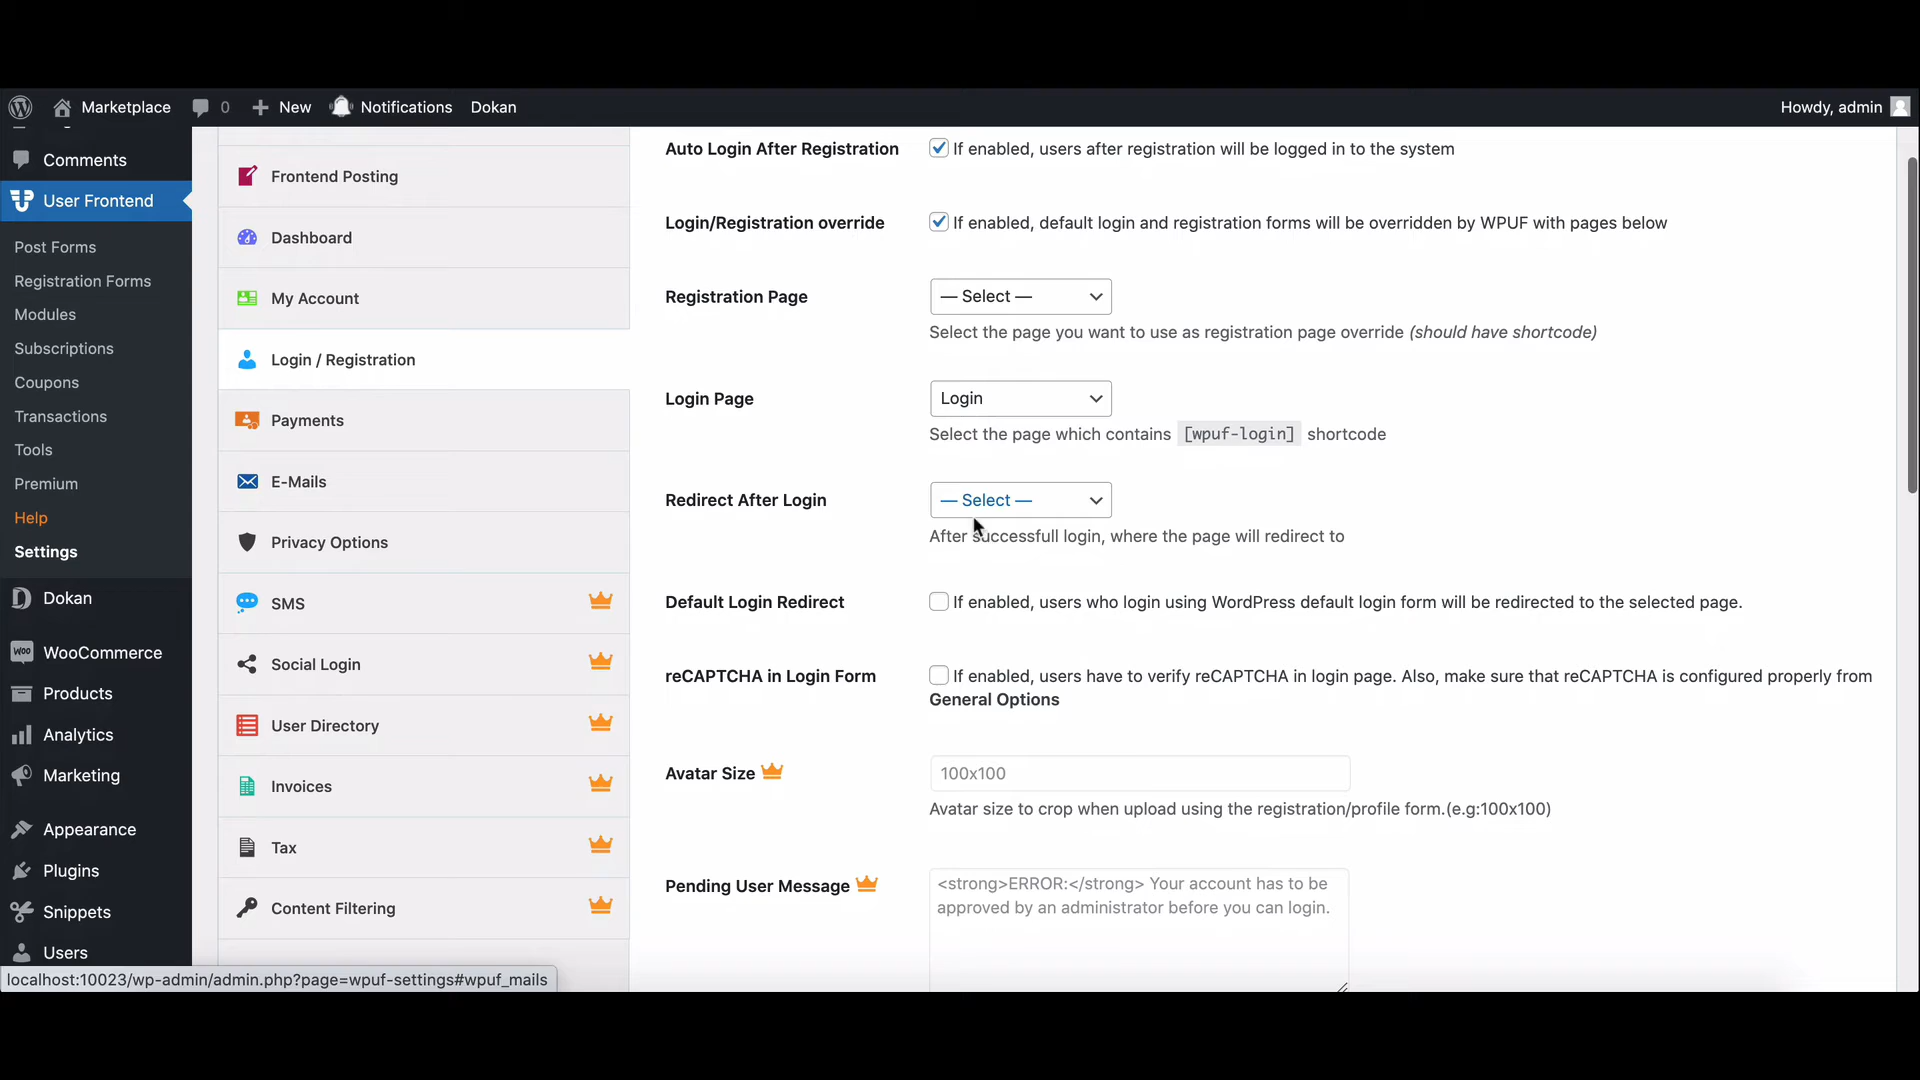 Marketplace
0
New
Notifications
Dokan
Howdy, admin
Comments
User Frontend
Post Forms
Registration Forms
Modules
Subscriptions
Coupons
Transactions
Tools
Premium
Help
Settings
Dokan
WooCommerce
Products
Analytics
Marketing
Appearance
Plugins
Snippets
Users
Frontend Posting
Dashboard
My Account
Login / Registration
Payments
E-Mails
Privacy Options
SMS
Social Login
User Directory
Invoices
Tax
Content Filtering
Auto Login After Registration
If enabled, users after registration will be logged in to the system
Login/Registration override
If enabled, default login and registration forms will be overridden by WPUF with pages below
Registration Page
— Select —
Select the page you want to use as registration page override (should have shortcode)
Login Page
Login
Select the page which contains [wpuf-login] shortcode
Redirect After Login
— Select —
After successfull login, where the page will redirect to
Default Login Redirect
If enabled, users who login using WordPress default login form will be redirected to the selected page.
reCAPTCHA in Login Form
If enabled, users have to verify reCAPTCHA in login page. Also, make sure that reCAPTCHA is configured properly from
General Options
Avatar Size
100x100
Avatar size to crop when upload using the registration/profile form.(e.g:100x100)
Pending User Message
<strong>ERROR:</strong> Your account has to be
approved by an administrator before you can login.
localhost:10023/wp-admin/admin.php?page=wpuf-settings#wpuf_mails